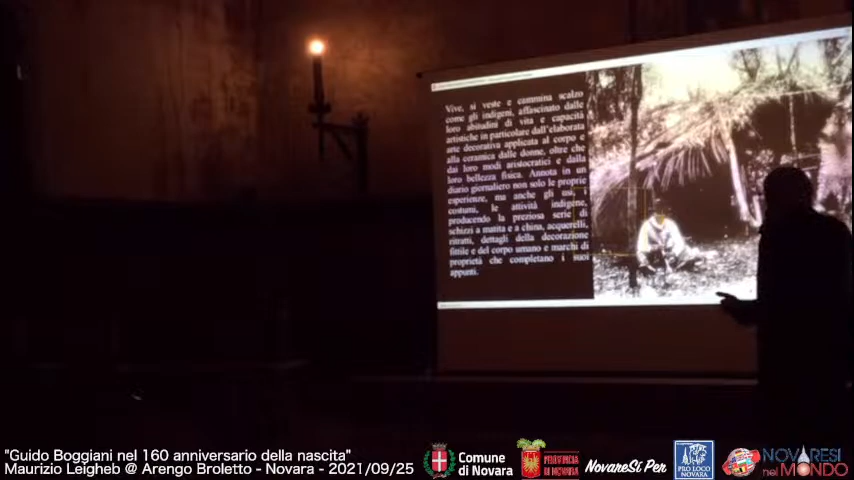 Vive, si veste e cammina scalzo
come gli indigeni, affascinato dalle
loro abitudini di vita e capacità
artistiche in particolare dall'elaborata
arte decorativa applicata al corpo e
alla ceramica dalle donne, oltre che
dai loro modi aristocratici e dalla
loro bellezza fisica. Annota in un
diario giornaliero non solo le proprie
esperienze, ma anche gli usi, i
costumi, le attività indigene,
producendo la preziosa serie di
schizzi a matita e a china, acquerelli,
ritratti, dettagli della decorazione
fittile e del corpo umano e marchi di
proprietà che completano i suoi
appunti.
"Guido Boggiani nel 160 anniversario della nascita"
Maurizio Leigheb @ Arengo Broletto - Novara - 2021/09/25
Comune
di Novara
PROVINCIA
DI NOVARA
NovareSi Per
PRO LOCO
NOVARA
NOVARESI
nel MONDO